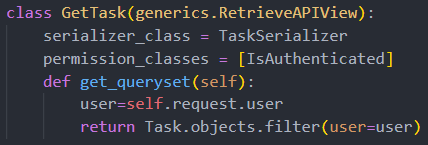 class GetTask(generics.RetrieveAPIView):
    serializer_class = TaskSerializer
    permission_classes = [IsAuthenticated]
    def get_queryset(self):
        user=self.request.user
        return Task.objects.filter(user=user)